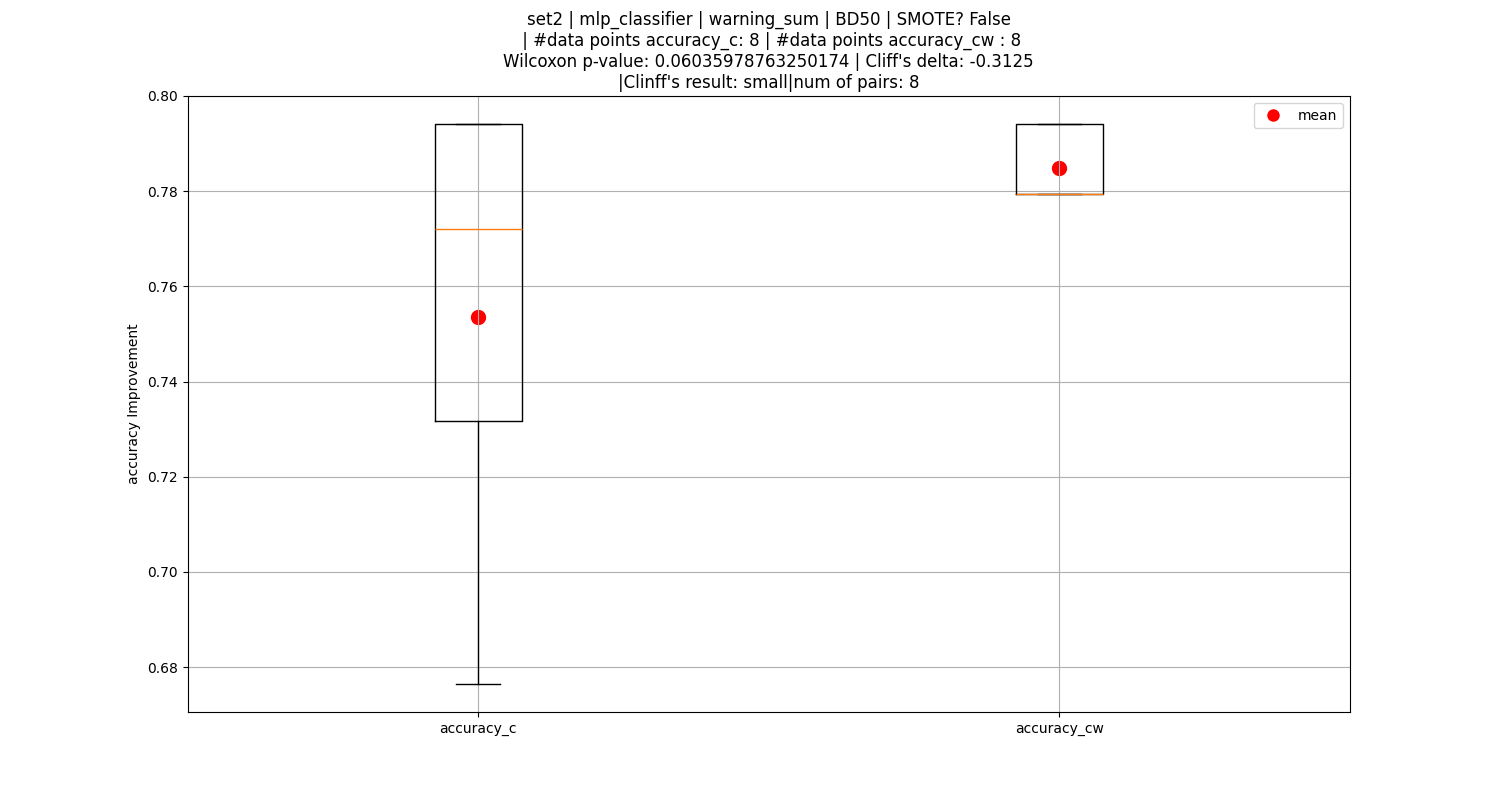 set2 | mlp_classifier | warning_sum | BD50 | SMOTE? False
| #data points accuracy_c: 8 | #data points accuracy_cw : 8
Wilcoxon p-value: 0.06035978763250174 | Cliff's delta: -0.3125
|Clinff's result: small|num of pairs: 8
mean
accuracy Improvement
0.80
0.78
0.76
0.74
0.72
0.70
0.68
accuracy_c
accuracy_cw